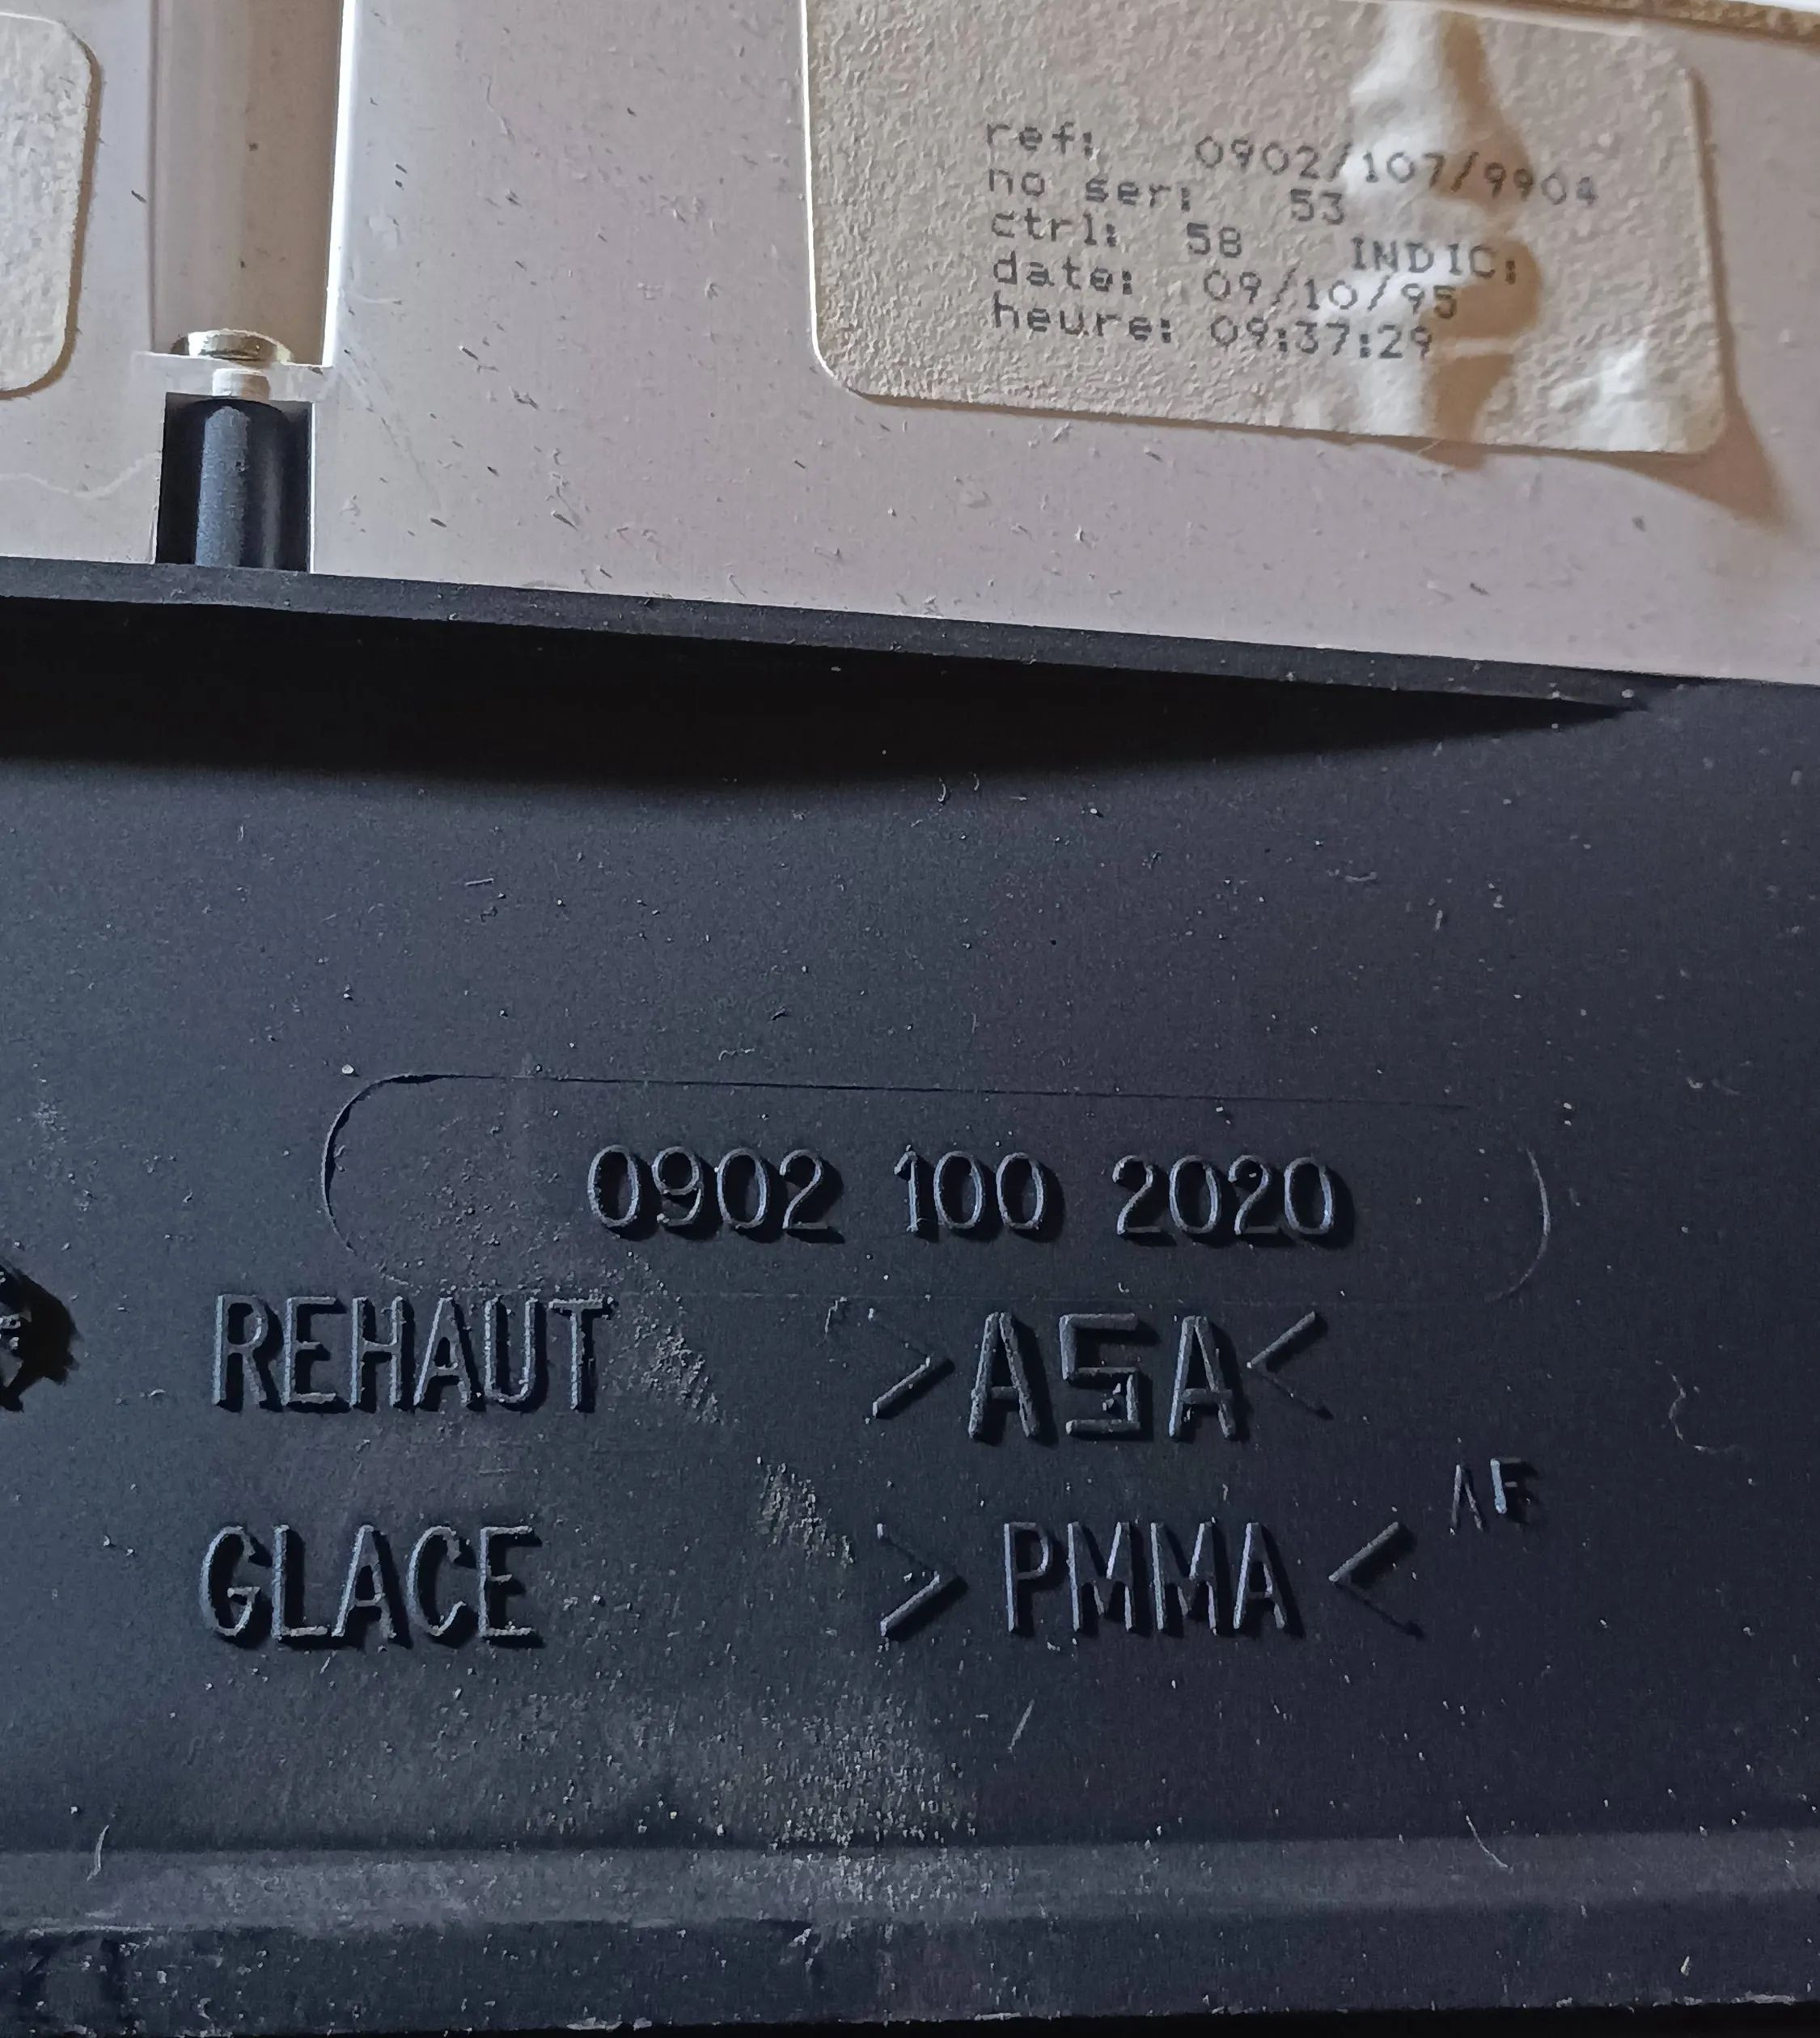 ref: 0902/107/9904
no ser: 53
ctrl: 58 INDIC:
date: 09/10/95
heure: 09:37:29
0902 100 2020
REHAUT >ASA<
GLACE >PMMA<